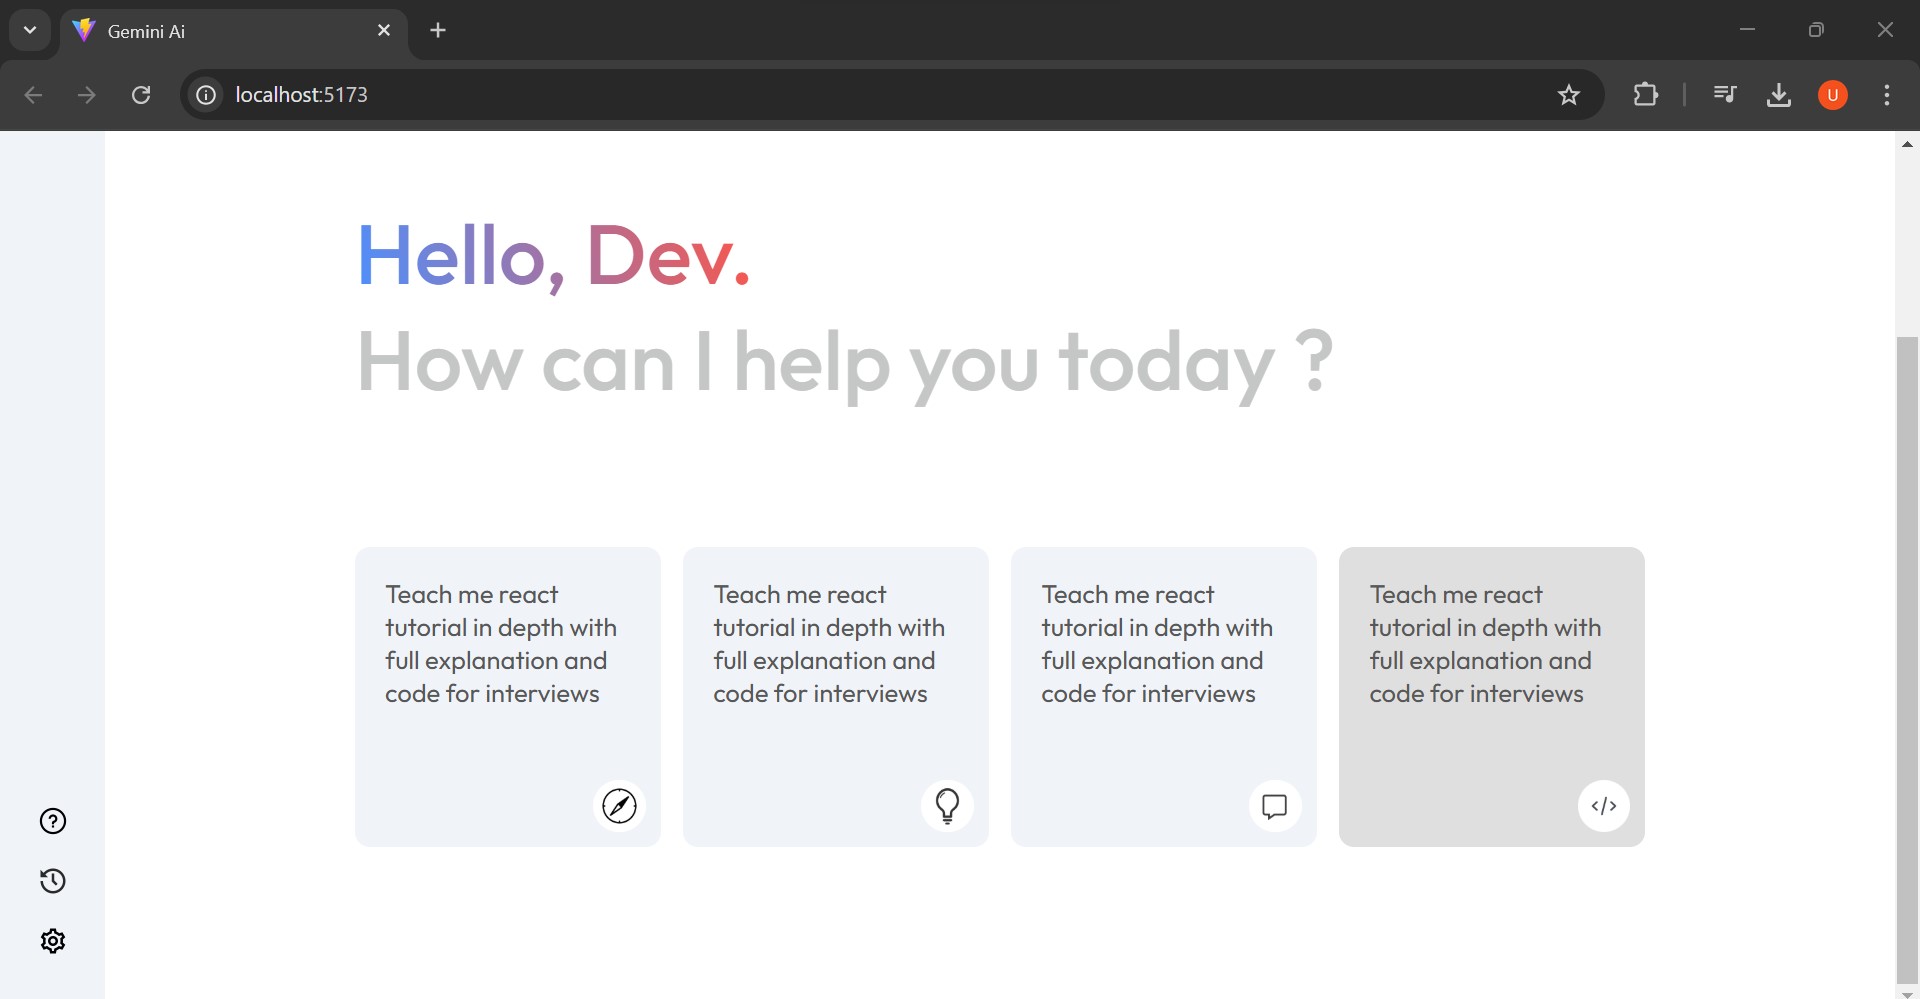 Gemini Ai
localhost:5173
U
Hello, Dev.
How can I help you today ?
Teach me react
tutorial in depth with
full explanation and
code for interviews
Teach me react
tutorial in depth with
full explanation and
code for interviews
Teach me react
tutorial in depth with
full explanation and
code for interviews
Teach me react
tutorial in depth with
full explanation and
code for interviews